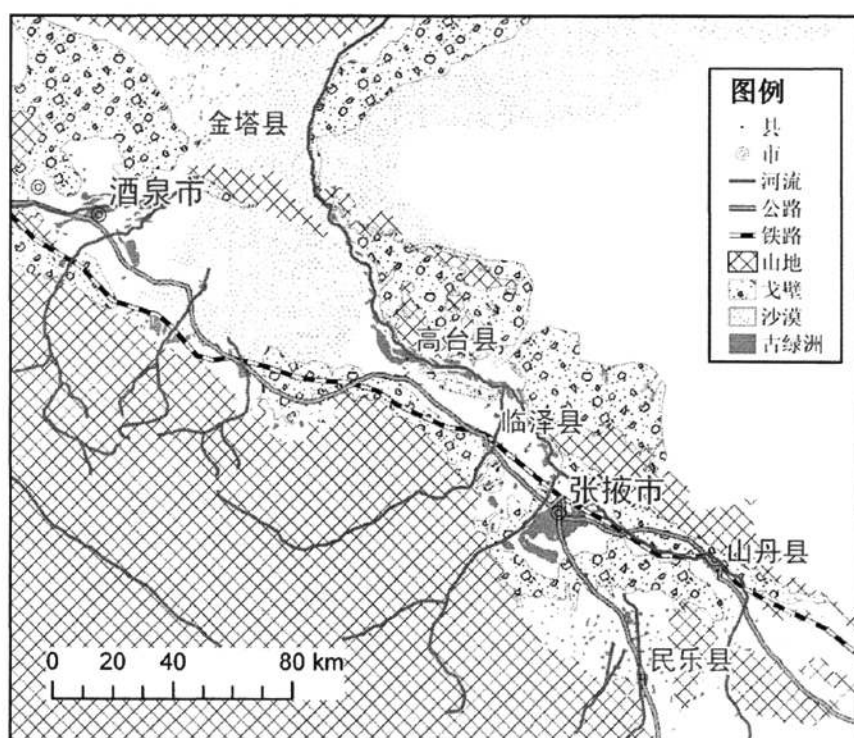 图例
县
市
河流
公路
铁路
山地
戈壁
沙漠
古绿洲
金塔县
酒泉市
高台县
临泽县
张掖市
山丹县
民乐县
0 20 40 80 km